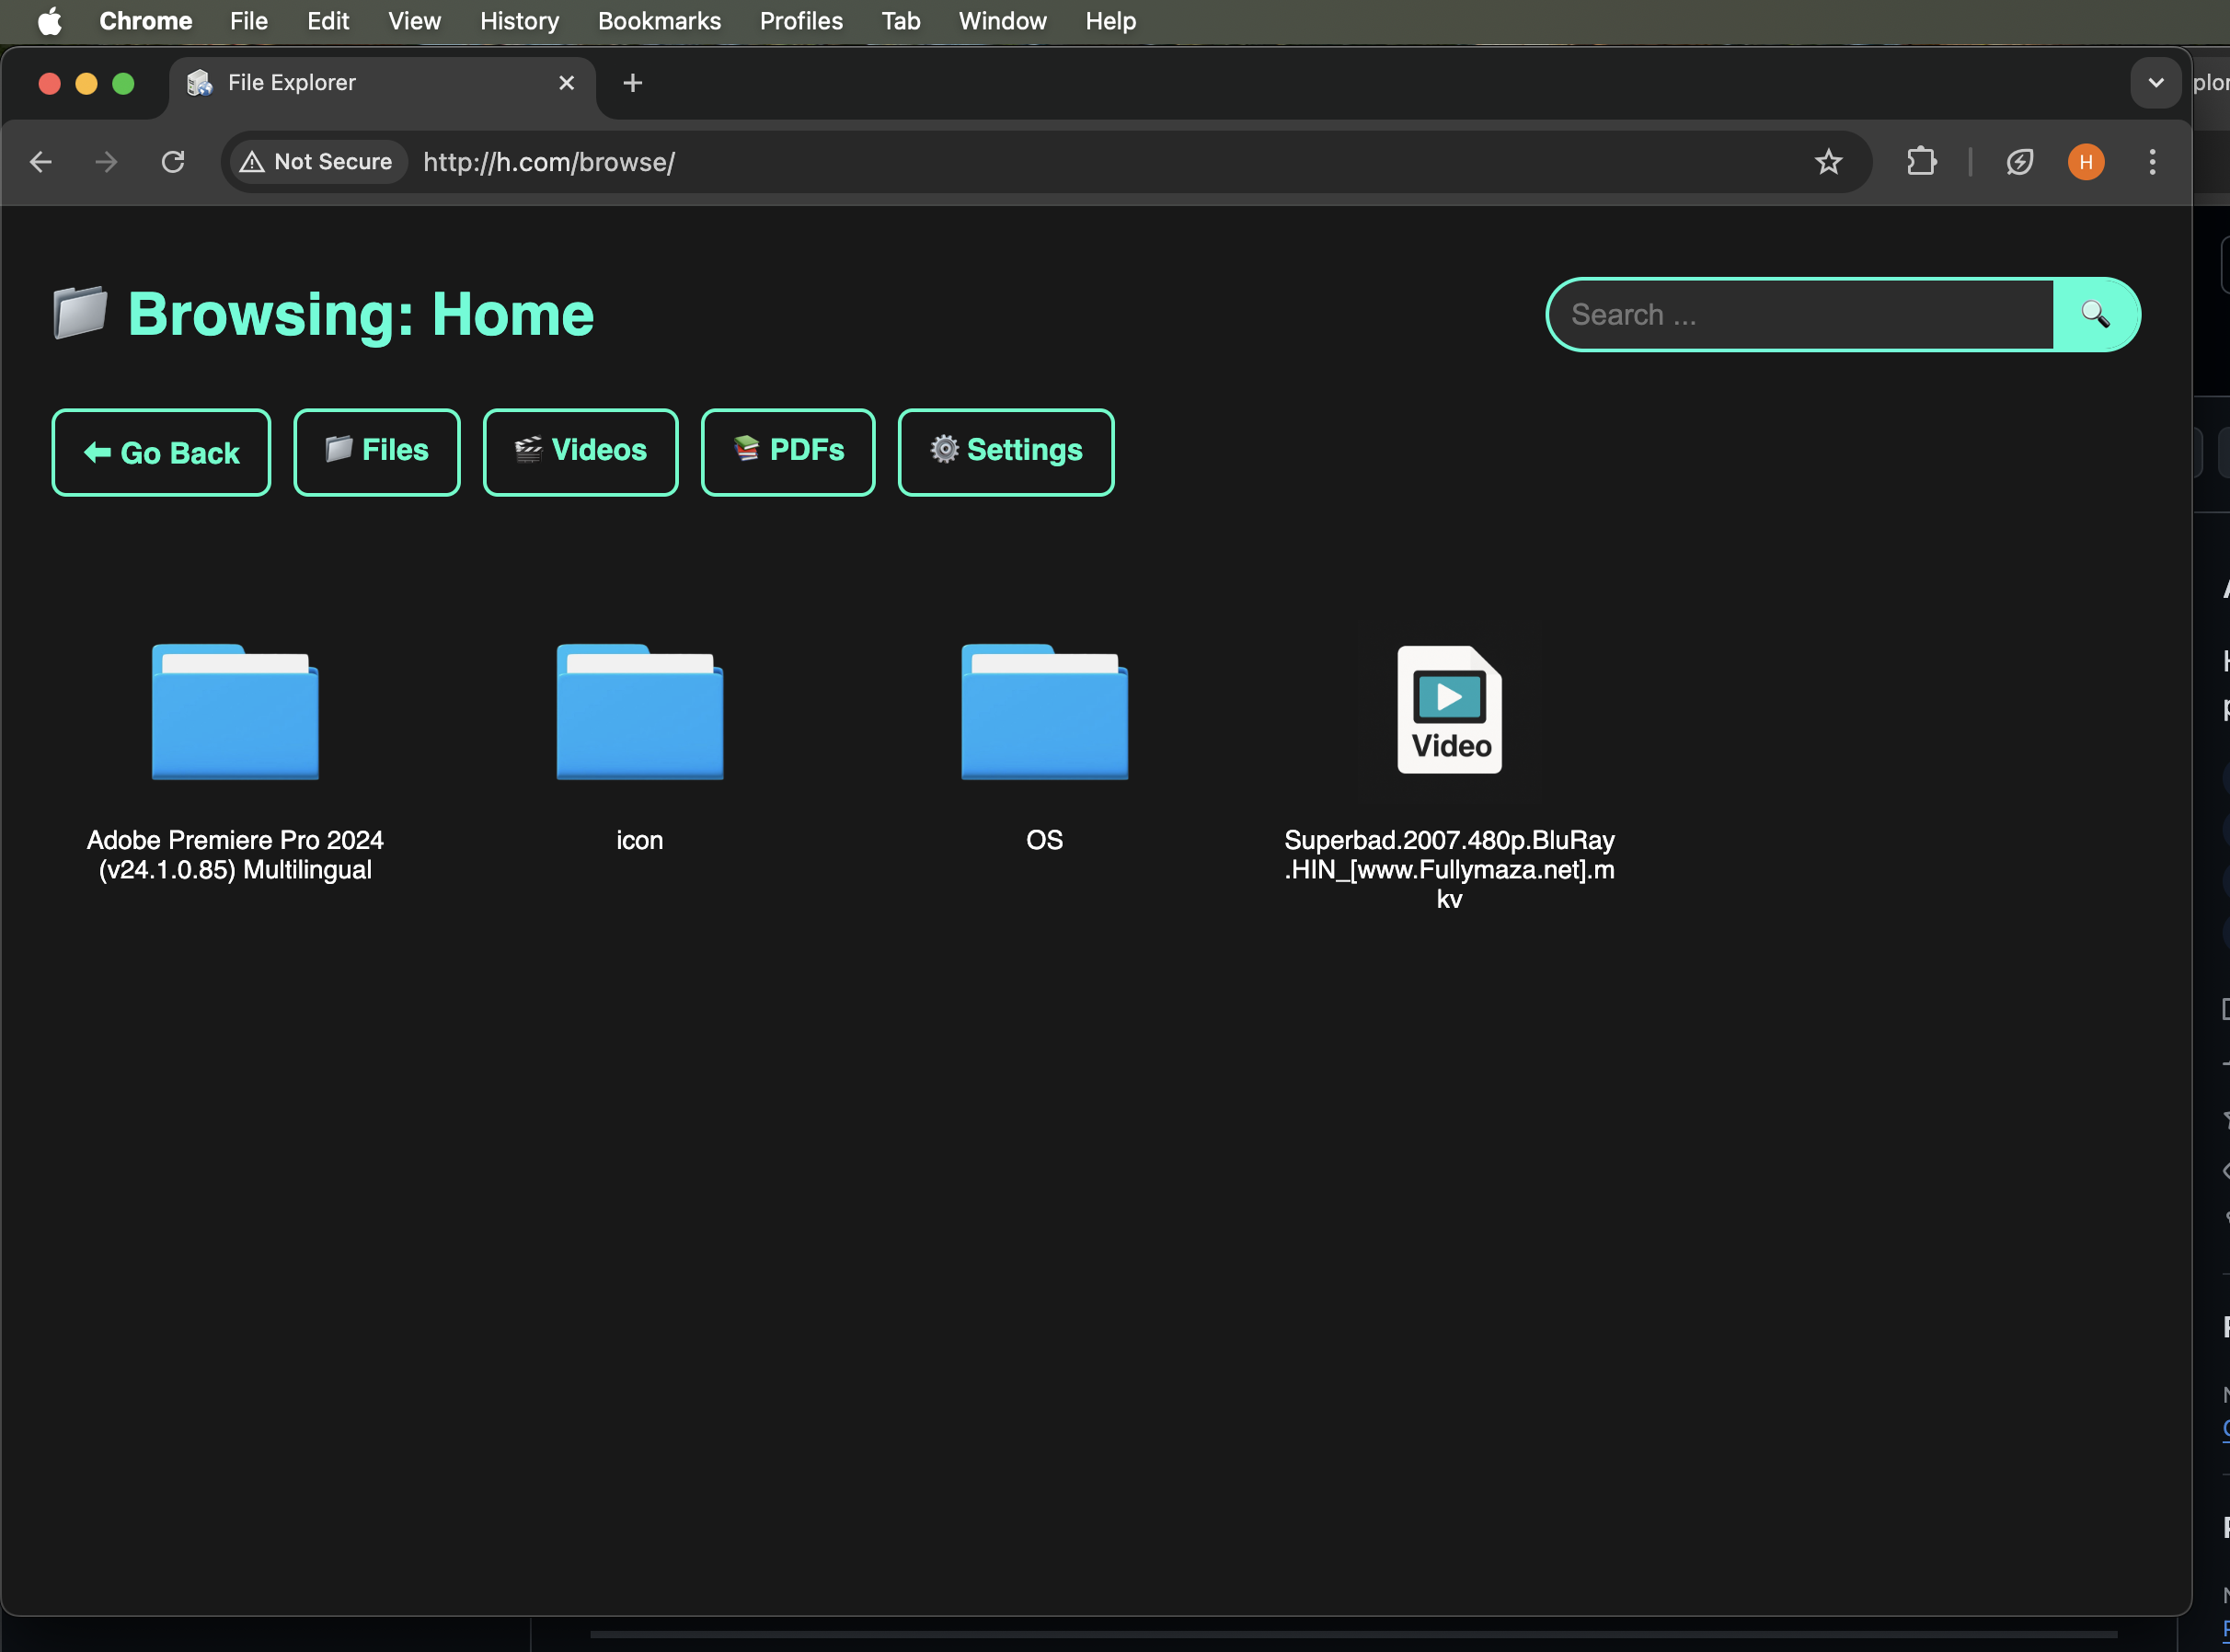 Chrome File Edit View History Bookmarks Profiles Tab Window Help
File Explorer
Not Secure http://h.com/browse/
H
Browsing: Home
Search ...
Go Back
Files
Videos
PDFs
Settings
Video
Adobe Premiere Pro 2024
(v24.1.0.85) Multilingual
icon
OS
Superbad.2007.480p.BluRay
.HIN_[www.Fullymaza.net].m
kv